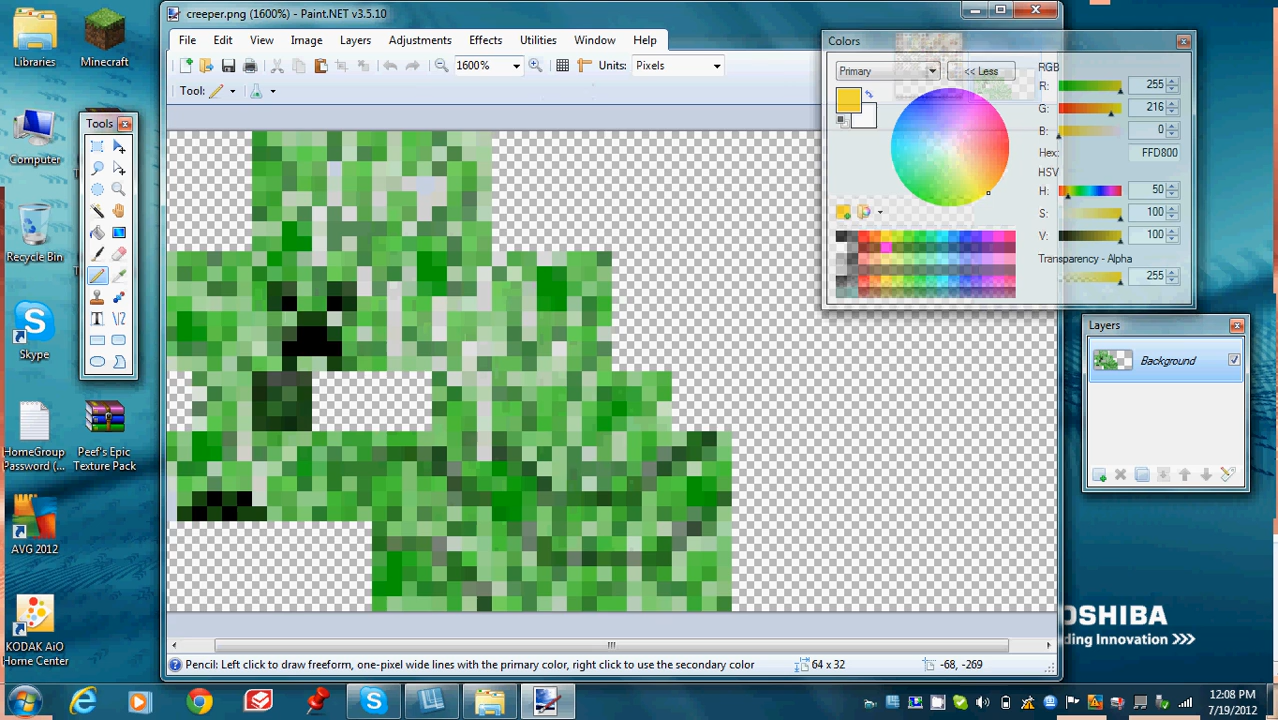 creeper.png (1600%) - Paint.NET v3.5.10
File Edit View Image Layers Adjustments Effects Utilities Window Help
1600% Units: Pixels
Tool:
Libraries
Minecraft
Computer
Recycle Bin
Skype
HomeGroup
Password (...
Peef's Epic
Texture Pack
AVG 2012
KODAK AiO
Home Center
Tools
Colors
Primary
<< Less
RGB
R: 255
G: 216
B: 0
Hex: FFD800
HSV
H: 50
S: 100
V: 100
Transparency - Alpha
255
Layers
Background
OSHIBA
ding Innovation >>>
Pencil: Left click to draw freeform, one-pixel wide lines with the primary color, right click to use the secondary color
64 x 32
-68, -269
12:08 PM
7/19/2012